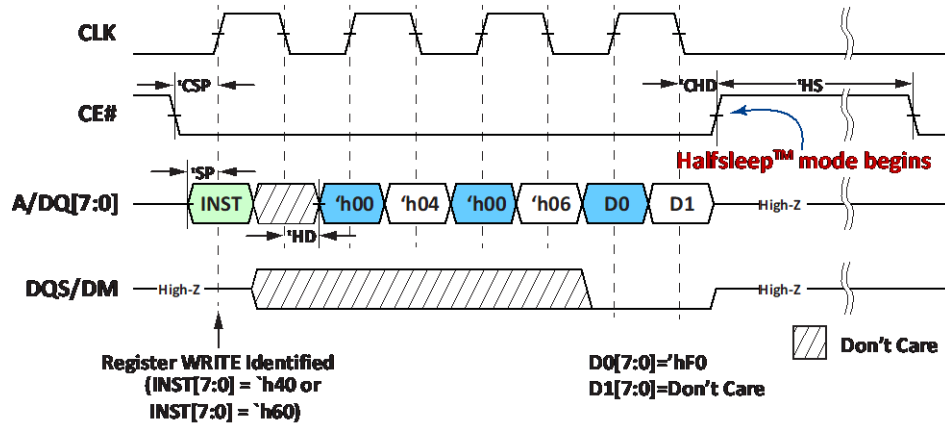 CLK
tCSP
tCHD
tHS
CE#
Halfsleep™ mode begins
tSP
A/DQ[7:0]
INST
‘h00
‘h04
‘h00
‘h06
D0
D1
High-Z
tHD
DQS/DM
High-Z
High-Z
Register WRITE Identified
(INST[7:0] = `h40 or
INST[7:0] = `h60)
D0[7:0]=’hF0
D1[7:0]=Don’t Care
Don’t Care